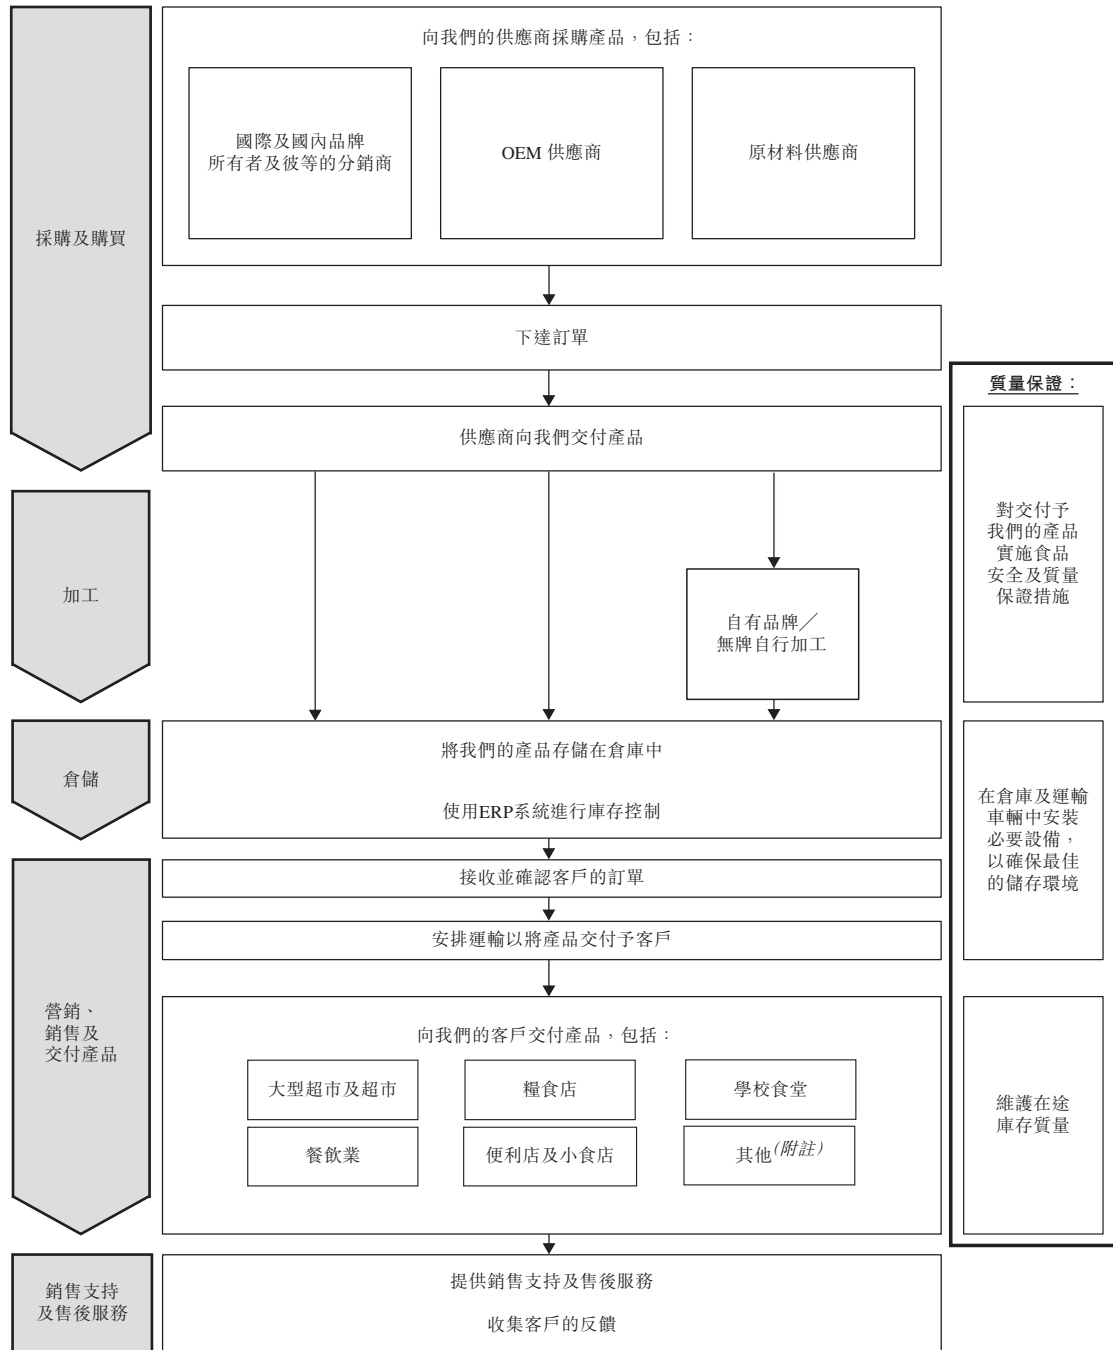 採購及購買
向我們的供應商採購產品，包括：
國際及國內品牌
所有者及彼等的分銷商
OEM 供應商
原材料供應商
下達訂單
供應商向我們交付產品
加工
自有品牌／
無牌自行加工
倉儲
將我們的產品存儲在倉庫中
使用ERP系統進行庫存控制
營銷、
銷售及
交付產品
接收並確認客戶的訂單
安排運輸以將產品交付予客戶
向我們的客戶交付產品，包括：
大型超市及超市
糧食店
學校食堂
餐飲業
便利店及小食店
其他(附註)
銷售支持
及售後服務
提供銷售支持及售後服務
收集客戶的反饋
質量保證：
對交付予
我們的產品
實施食品
安全及質量
保證措施
在倉庫及運輸
車輛中安裝
必要設備，
以確保最佳
的儲存環境
維護在途
庫存質量